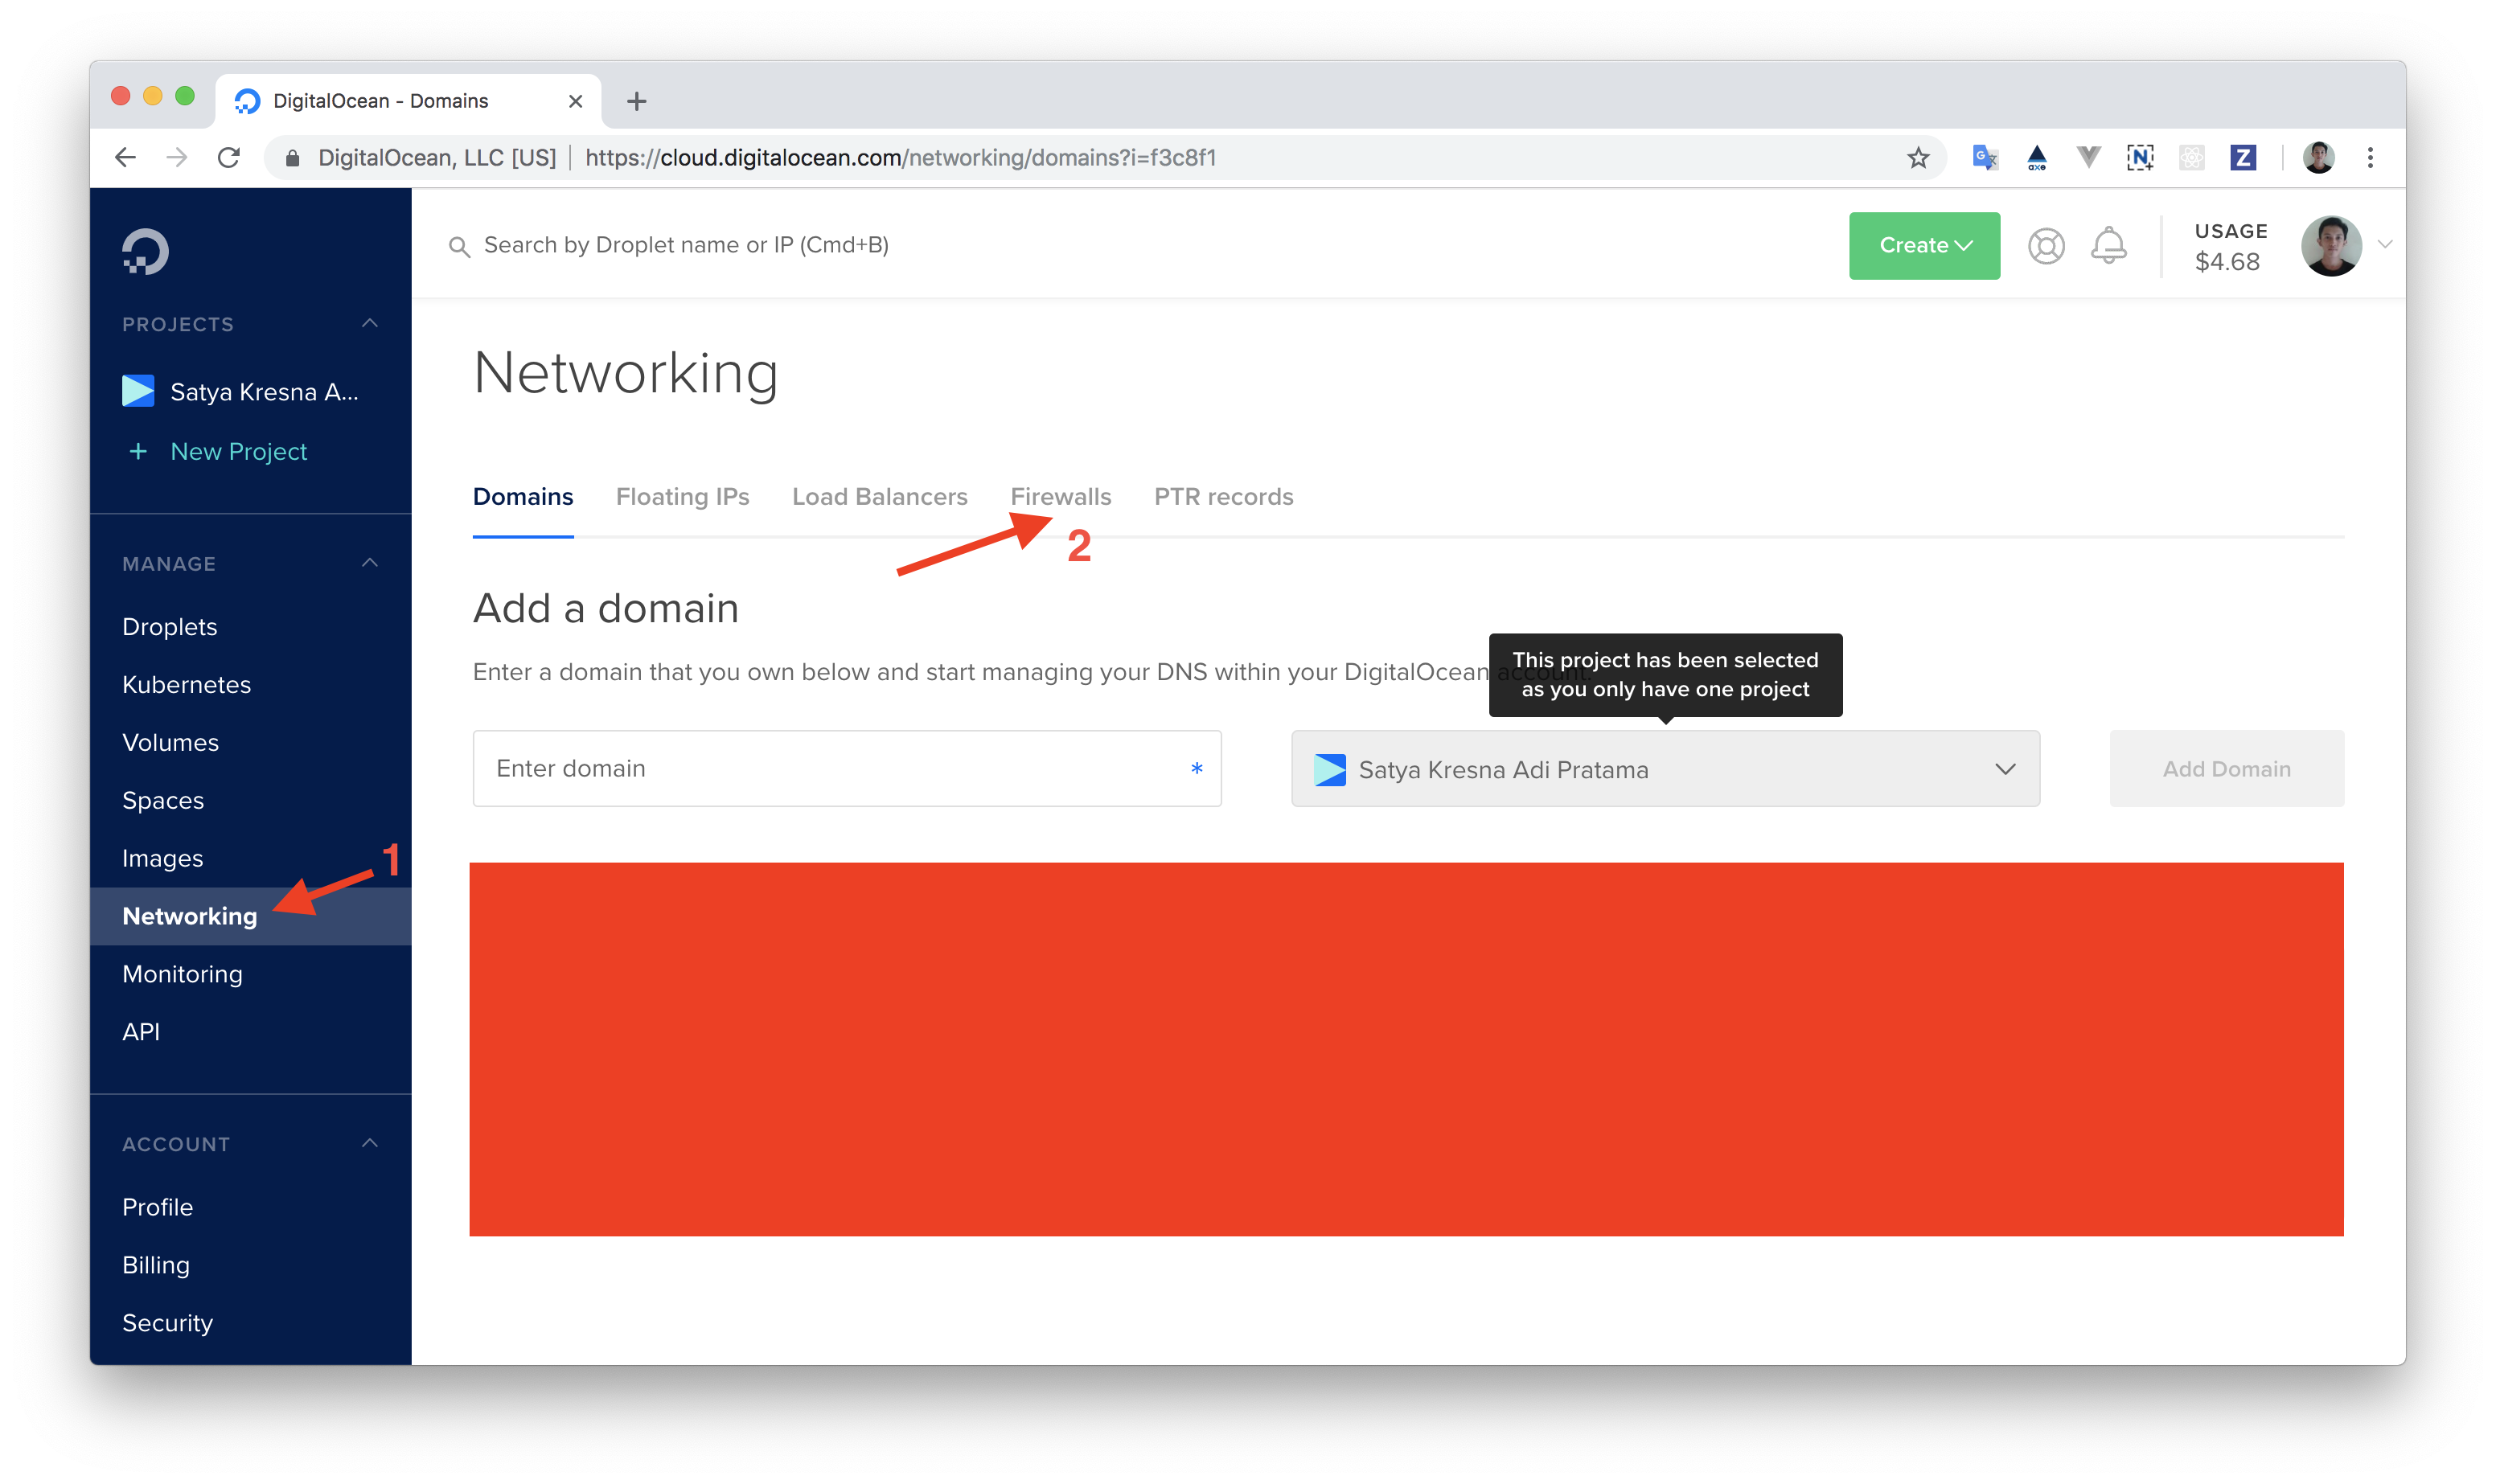 DigitalOcean - Domains
DigitalOcean, LLC [US] | https://cloud.digitalocean.com/networking/domains?i=f3c8f1
axe
N
Z
Search by Droplet name or IP (Cmd+B)
Create
USAGE
$4.68
PROJECTS
Satya Kresna A...
+ New Project
MANAGE
Droplets
Kubernetes
Volumes
Spaces
Images
1
Networking
Monitoring
API
ACCOUNT
Profile
Billing
Security
Networking
Domains Floating IPs Load Balancers Firewalls PTR records
2
Add a domain
Enter a domain that you own below and start managing your DNS within your DigitalOcean account.
This project has been selected
as you only have one project
Enter domain *
Satya Kresna Adi Pratama
Add Domain